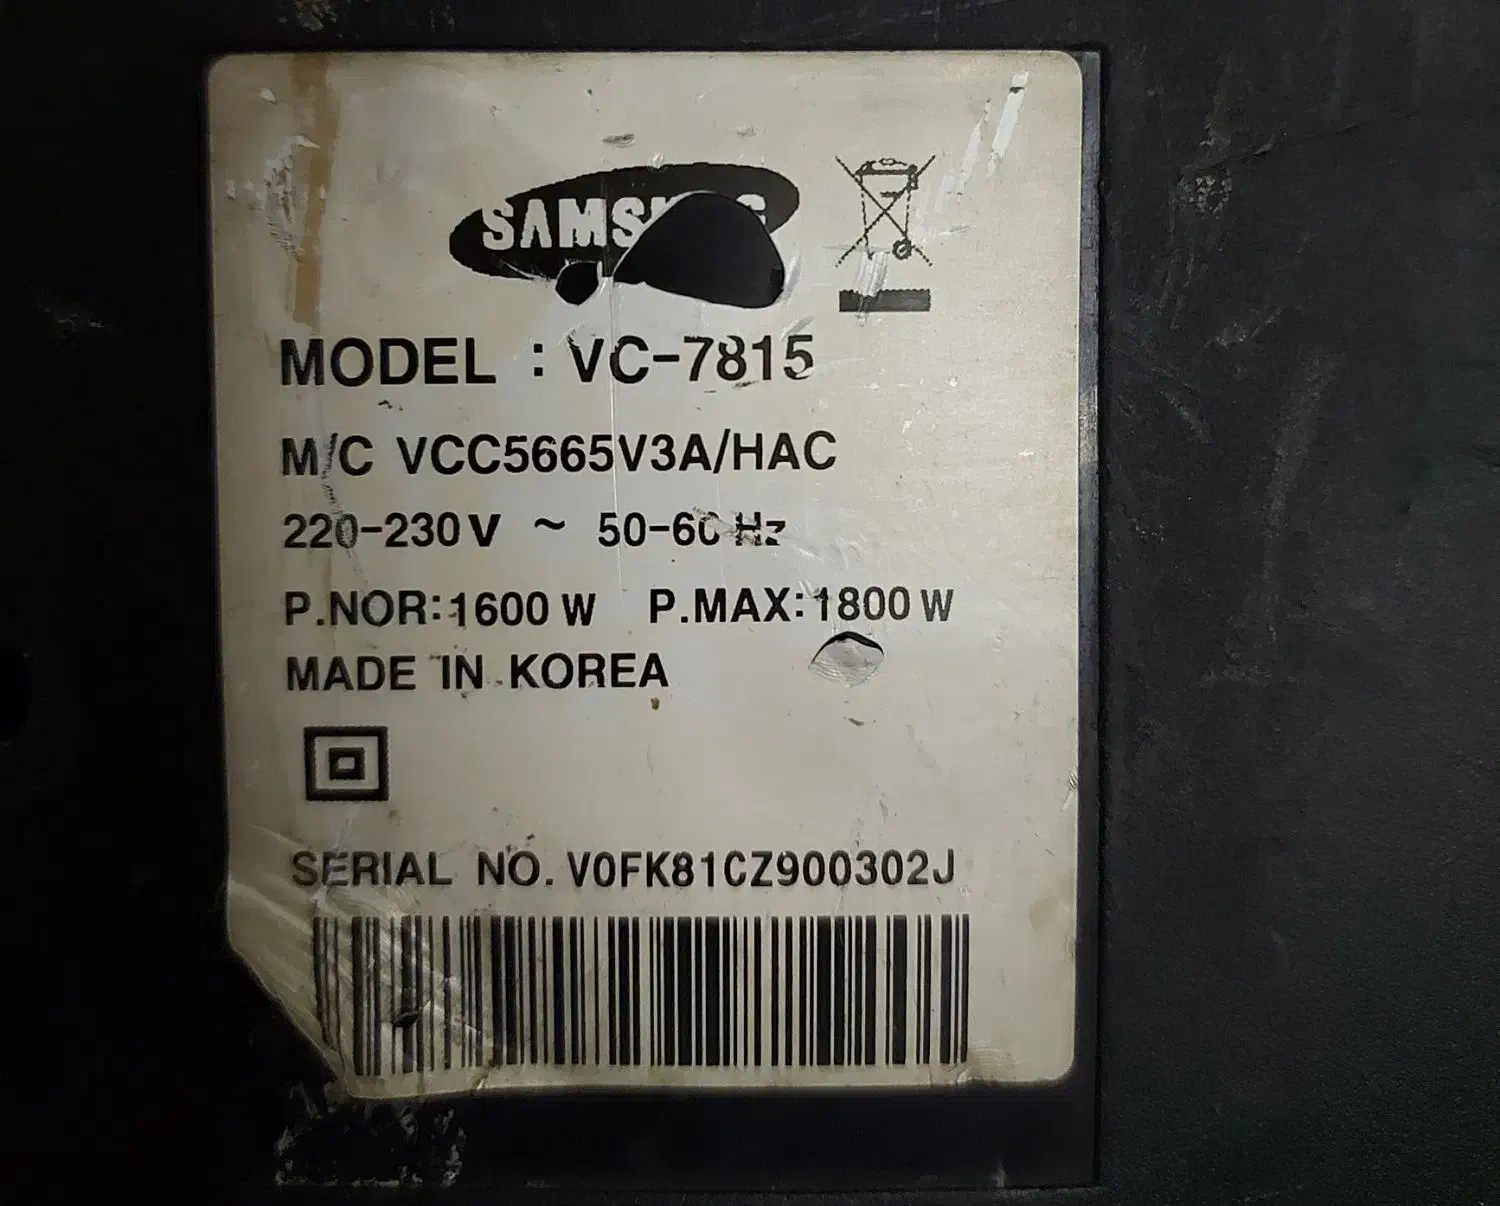 SAMSUNG
MODEL : VC-7815
M/C VCC5665V3A/HAC
220-230V ~ 50-60 Hz
P.NOR:1600 W P.MAX:1800 W
MADE IN KOREA
SERIAL NO. V0FK81CZ900302J